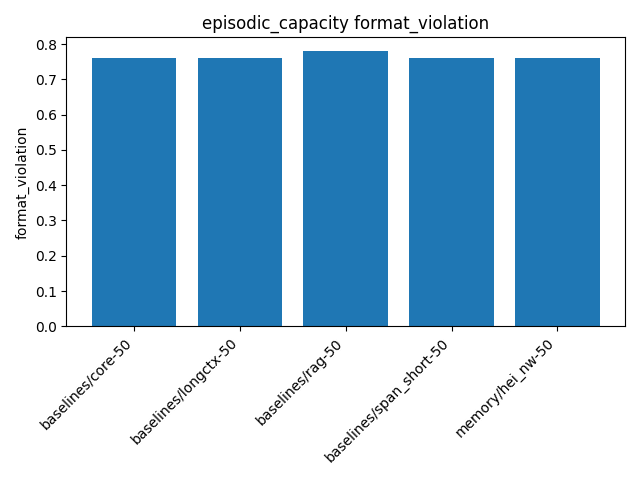 episodic_capacity format_violation
format_violation
0.8
0.7
0.6
0.5
0.4
0.3
0.2
0.1
0.0
baselines/core-50
baselines/longctx-50
baselines/rag-50
baselines/span_short-50
memory/hei_nw-50